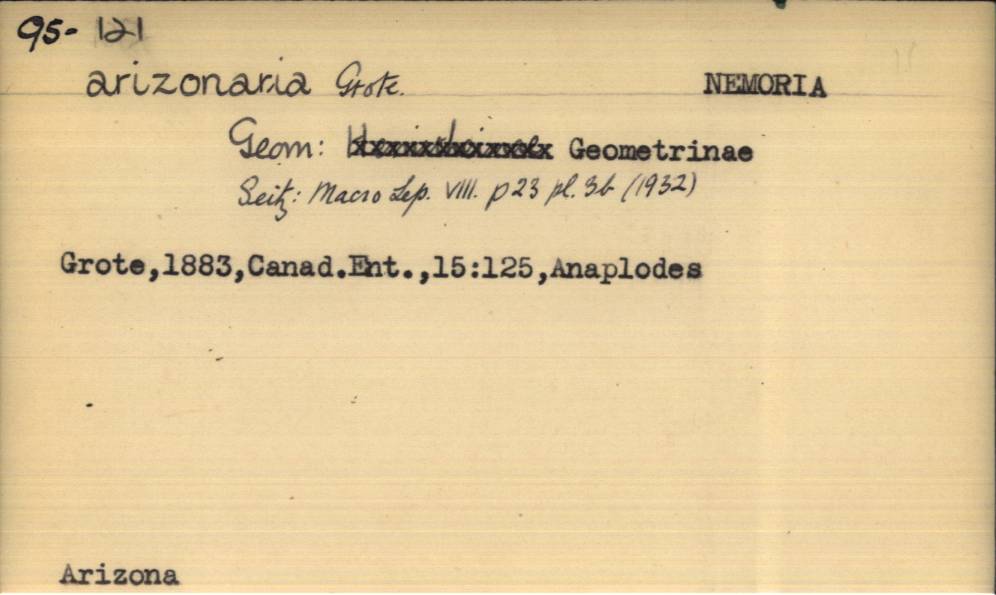 95- 121
arizonaria Grote. NEMORIA
Geom: Geometrinae
Seitz: Macro Lep. VIII. p 23 pl. 3b (1932)
Grote,1883,Canad.Ent.,15:125,Anaplodes
Arizona